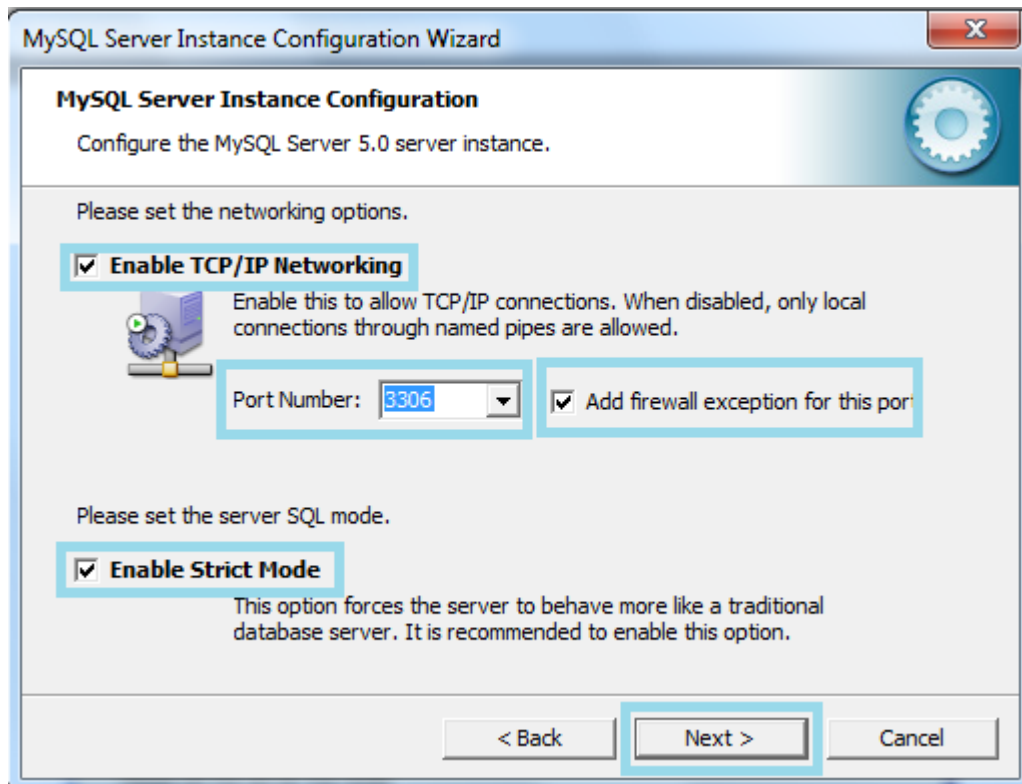 MySQL Server Instance Configuration Wizard
MySQL Server Instance Configuration
Configure the MySQL Server 5.0 server instance.
Please set the networking options.
Enable TCP/IP Networking
Enable this to allow TCP/IP connections. When disabled, only local
connections through named pipes are allowed.
Port Number: 3306 Add firewall exception for this por
Please set the server SQL mode.
Enable Strict Mode
This option forces the server to behave more like a traditional
database server. It is recommended to enable this option.
< Back Next > Cancel